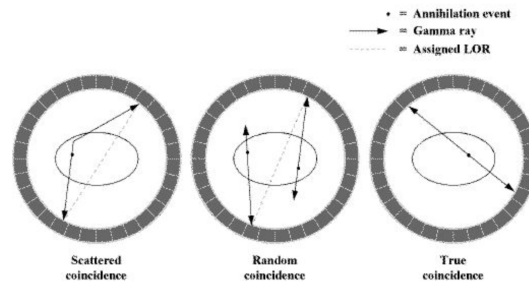 = Annihilation event
= Gamma ray
= Assigned LOR
Scattered
coincidence
Random
coincidence
True
coincidence